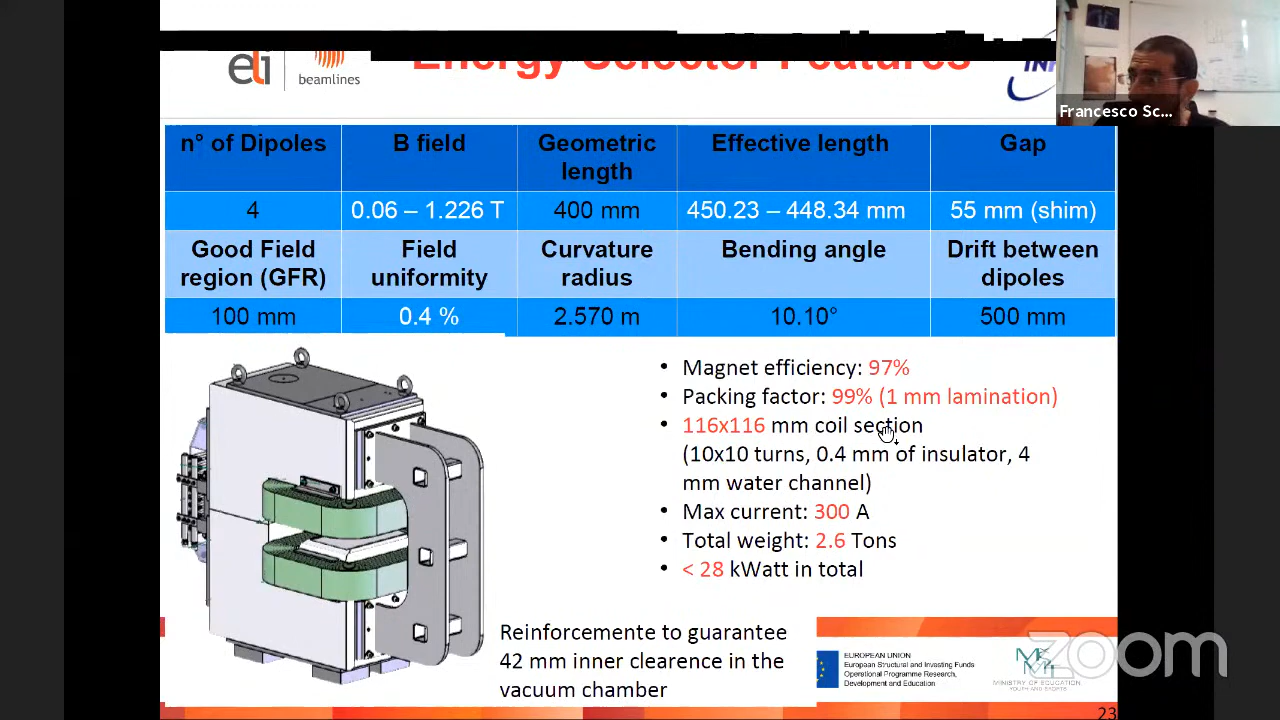 Energy Selector Features
eli
beamlines
Francesco Sc...
n° of Dipoles
B field
Geometric
length
Effective length
Gap
4
0.06 – 1.226 T
400 mm
450.23 – 448.34 mm
55 mm (shim)
Good Field
region (GFR)
Field
uniformity
Curvature
radius
Bending angle
Drift between
dipoles
100 mm
0.4 %
2.570 m
10.10°
500 mm
• Magnet efficiency: 97%
• Packing factor: 99% (1 mm lamination)
• 116x116 mm coil section
(10x10 turns, 0.4 mm of insulator, 4
mm water channel)
• Max current: 300 A
• Total weight: 2.6 Tons
• < 28 kWatt in total
Reinforcemente to guarantee
42 mm inner clearence in the
vacuum chamber
EUROPEAN UNION
European Structural and Investing Funds
Operational Programme Research,
Development and Education
MINISTRY OF EDUCATION
YOUTH AND SPORTS
zoom
23